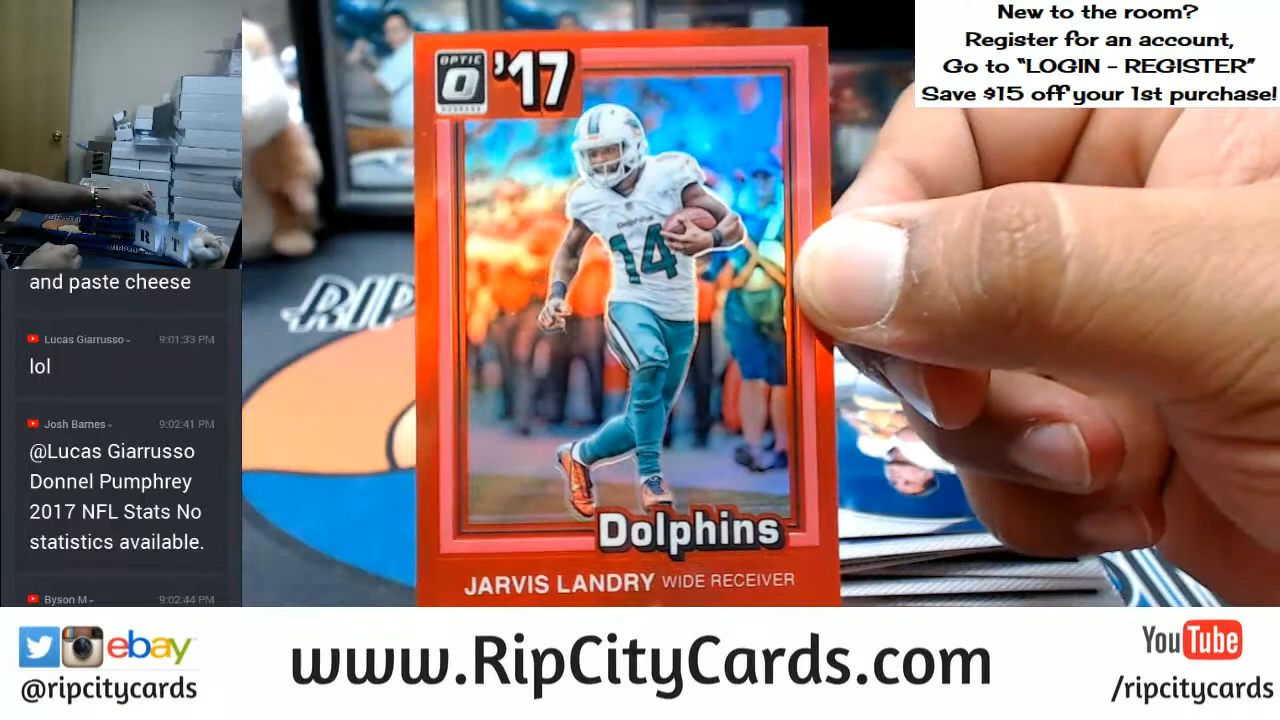 New to the room?
Register for an account,
Go to “LOGIN - REGISTER”
Save $15 off your 1st purchase!
OPTIC
'17
Dolphins
14
Dolphins
JARVIS LANDRY WIDE RECEIVER
RIP
R T
and paste cheese
Lucas Giarrusso
9:01:33 PM
lol
Josh Barnes
9:02:41 PM
@Lucas Giarrusso
Donnel Pumphrey
2017 NFL Stats No
statistics available.
Byson M
9:02:44 PM
ebay
@ripcitycards
www.RipCityCards.com
YouTube
/ripcitycards